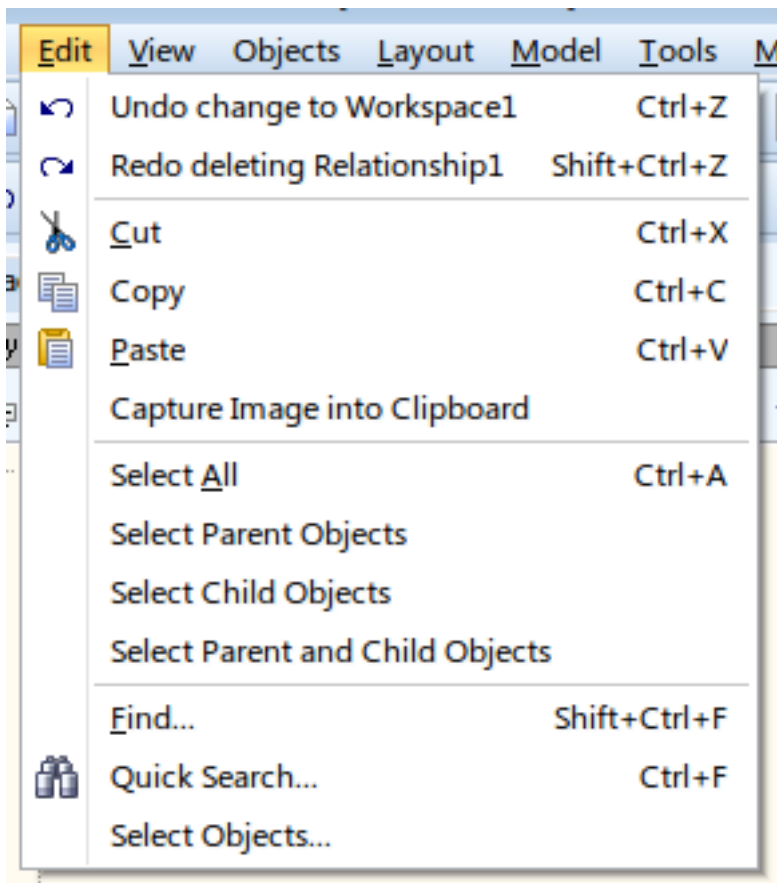 Edit View Objects Layout Model Tools M
Undo change to Workspace1 Ctrl+Z
Redo deleting Relationship1 Shift+Ctrl+Z
Cut Ctrl+X
Copy Ctrl+C
Paste Ctrl+V
Capture Image into Clipboard
Select All Ctrl+A
Select Parent Objects
Select Child Objects
Select Parent and Child Objects
Find... Shift+Ctrl+F
Quick Search... Ctrl+F
Select Objects...